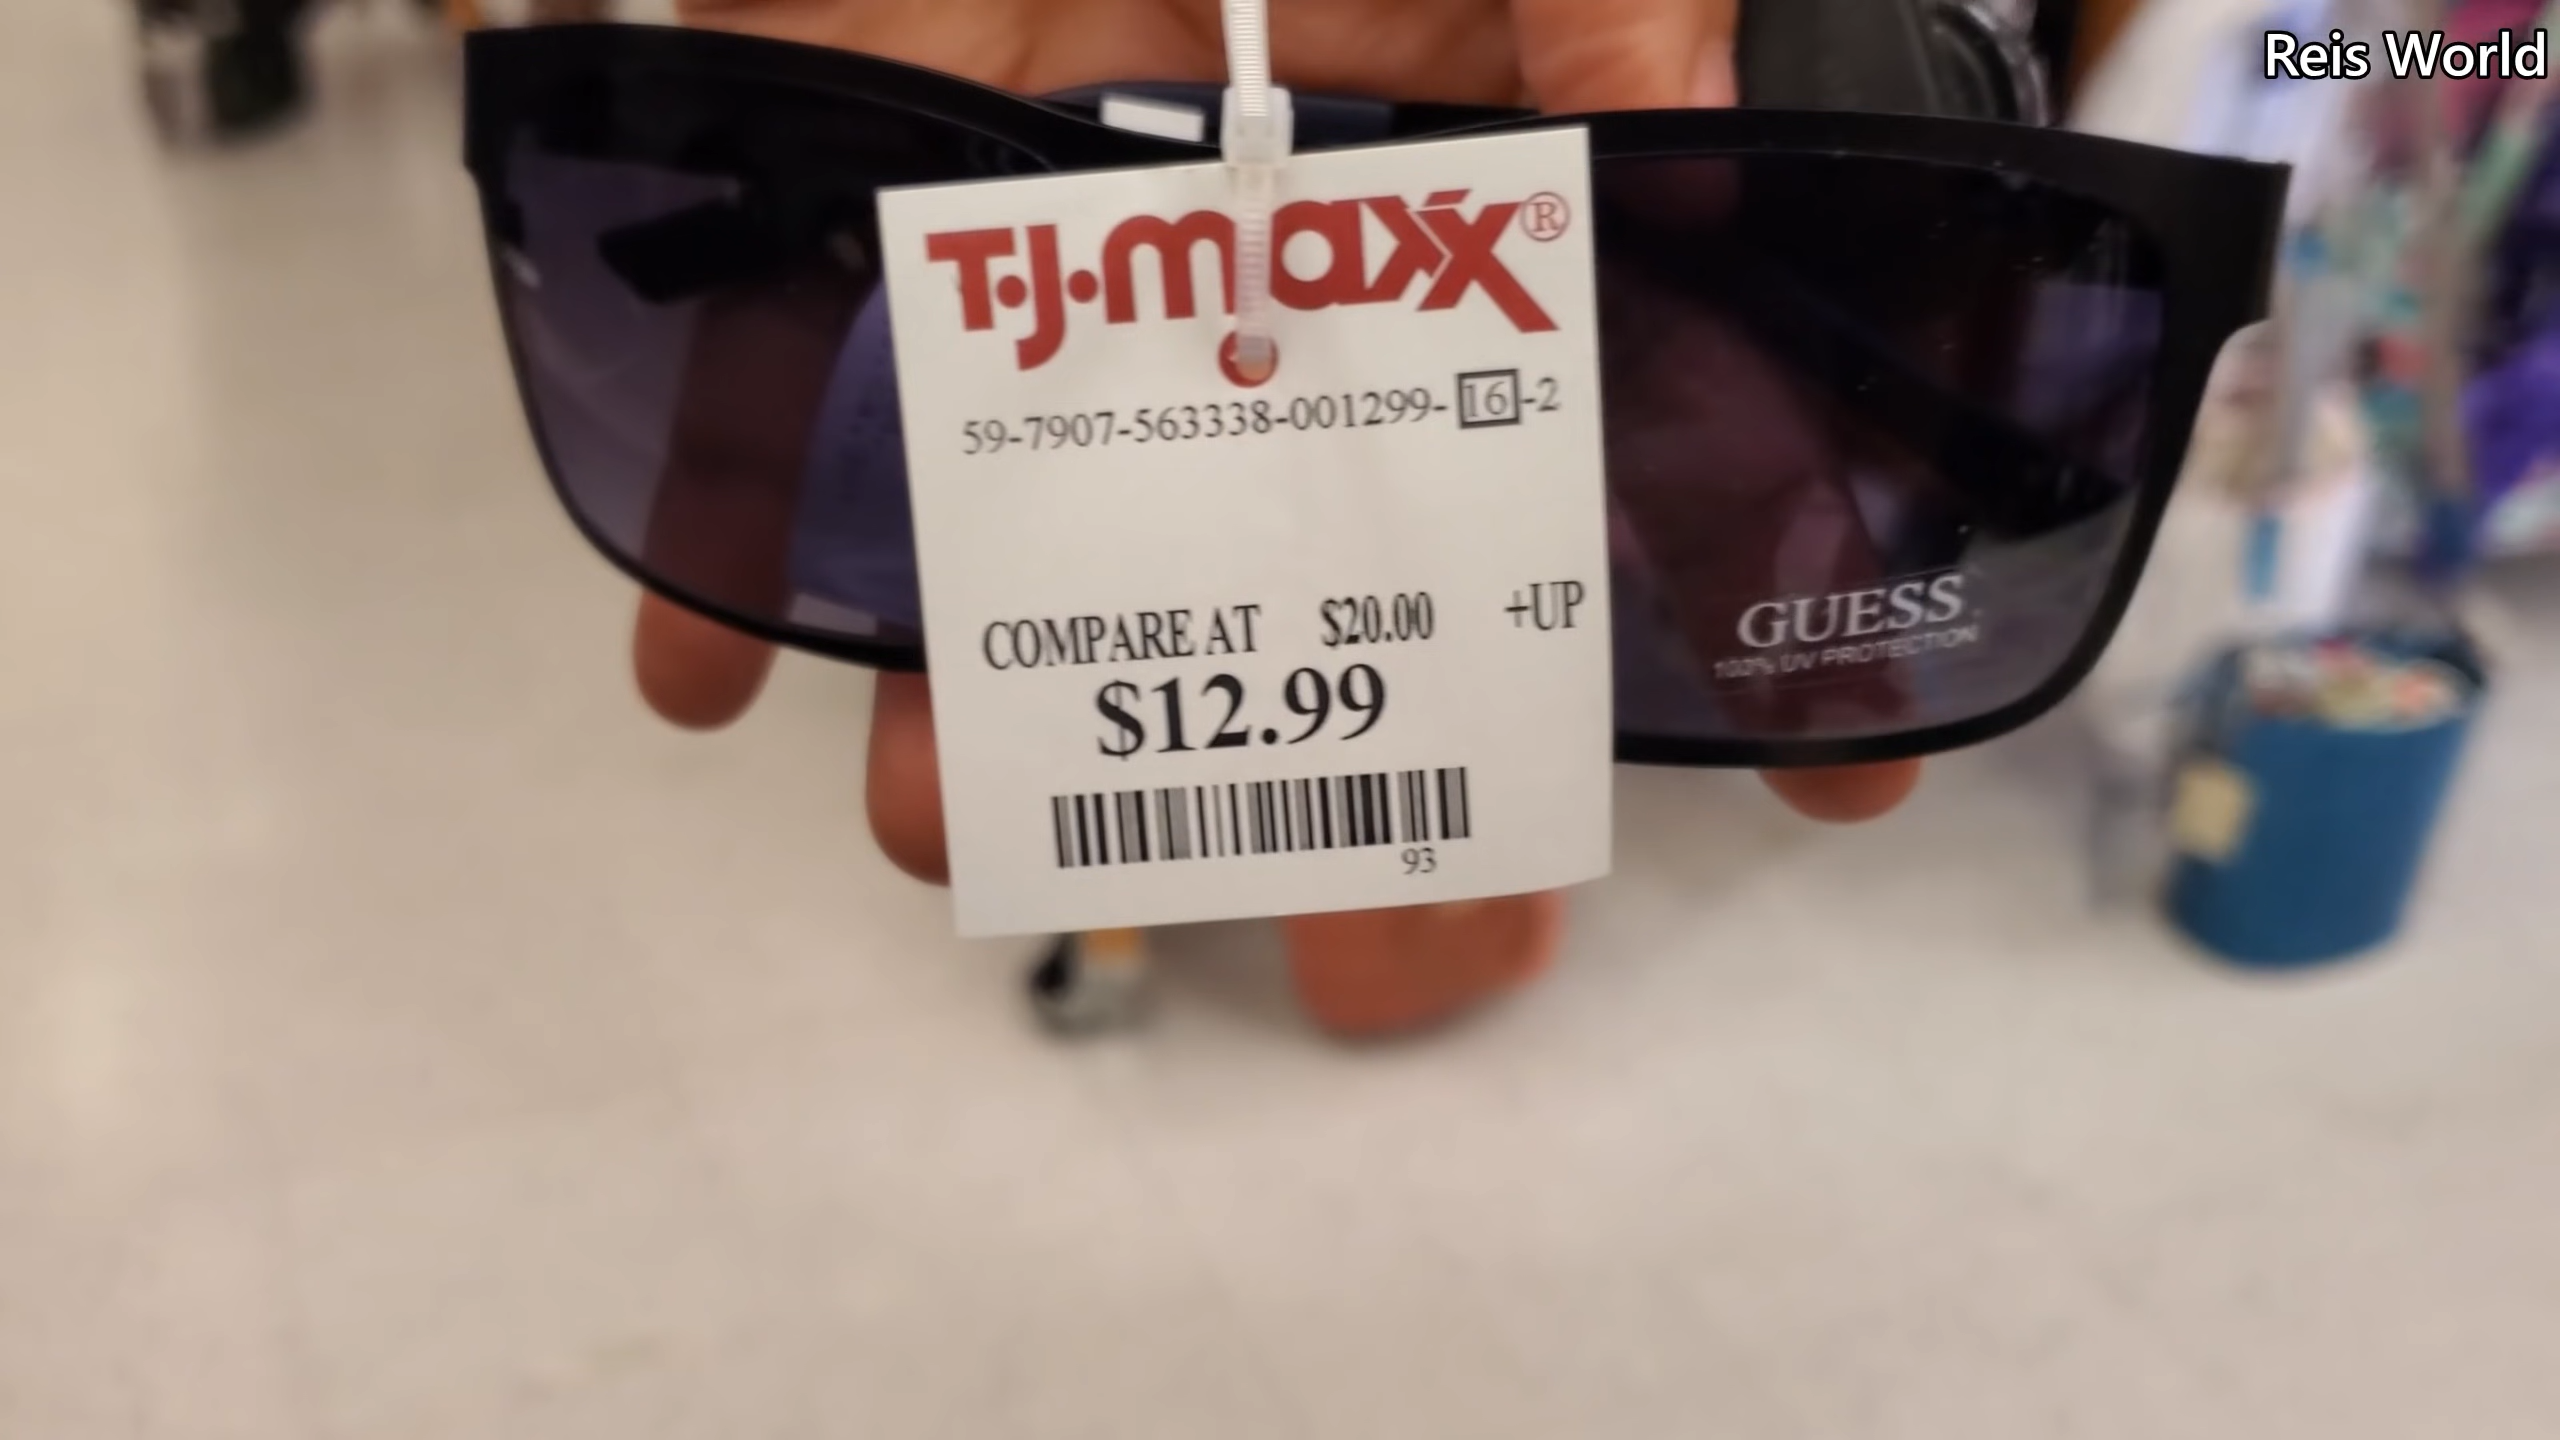 Reis World
T·J·maxx®
59-7907-563338-001299-16-2
COMPARE AT $20.00 +UP
$12.99
93
GUESS
100% UV PROTECTION